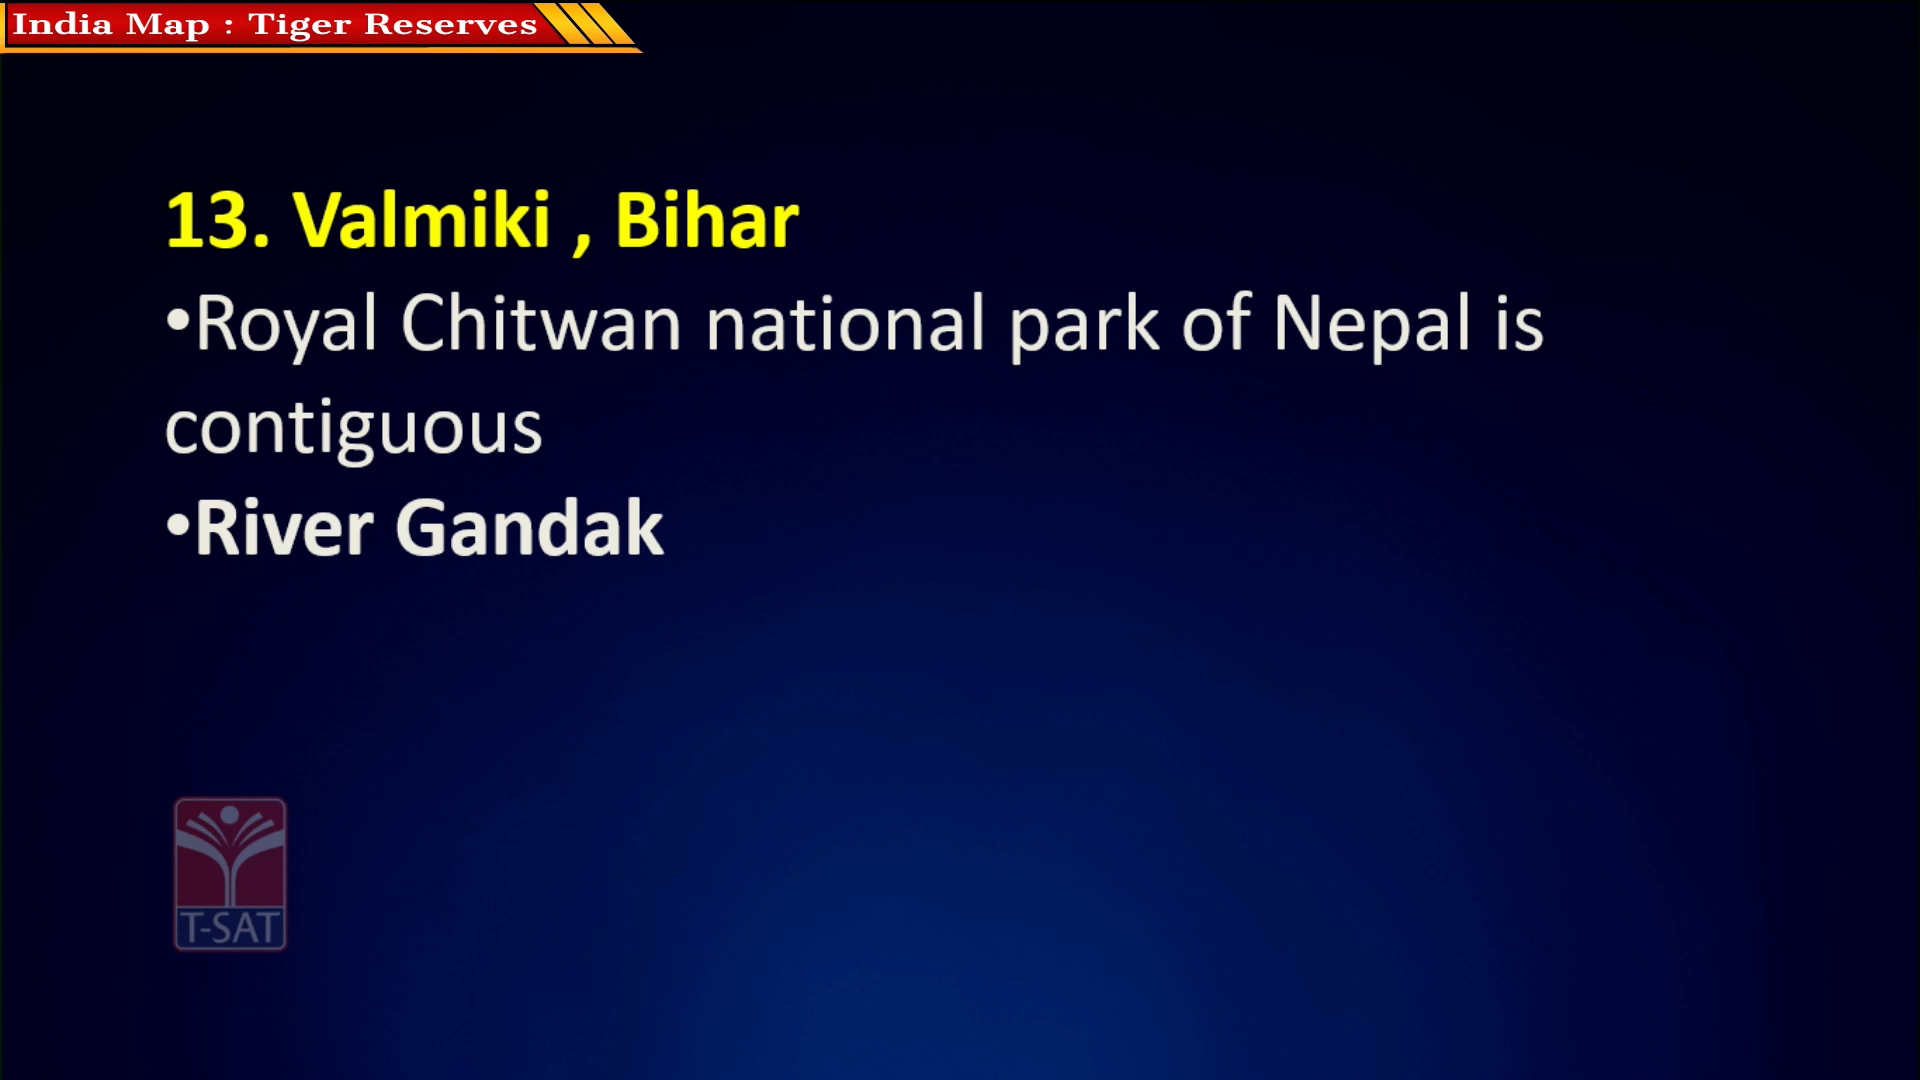 India Map : Tiger Reserves
13. Valmiki , Bihar
•Royal Chitwan national park of Nepal is
contiguous
•River Gandak
T-SAT